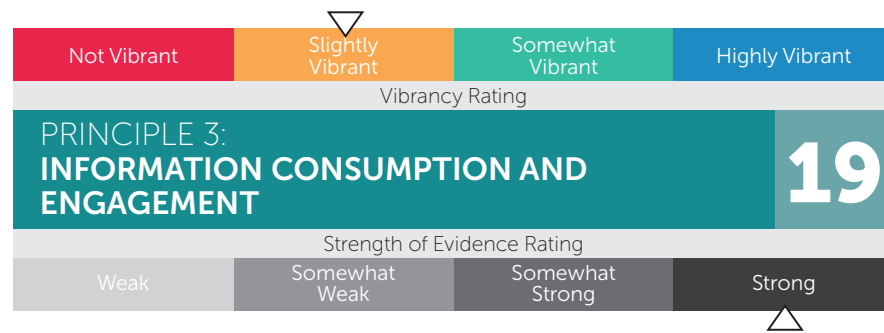 Not Vibrant
Slightly
Vibrant
Somewhat
Vibrant
Highly Vibrant
Vibrancy Rating
PRINCIPLE 3:
INFORMATION CONSUMPTION AND
ENGAGEMENT
19
Strength of Evidence Rating
Weak
Somewhat
Weak
Somewhat
Strong
Strong